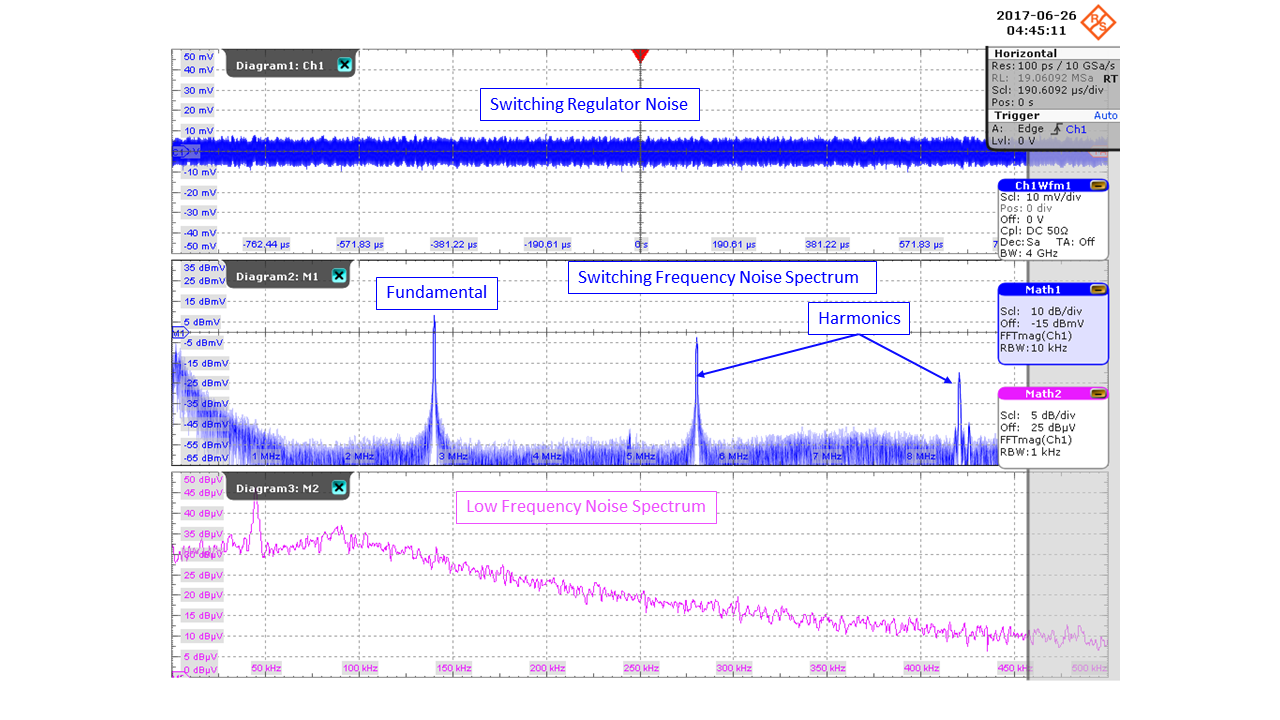 2017-06-26
04:45:11
R S
Horizontal
Res: 100 ps / 10 GSa/s
RL: 19.06092 MSa RT
Scl: 190.6092 µs/div
Pos: 0 s
Trigger Auto
A: Edge Ch1
Lvl: 0 V
Diagram1: Ch1
Switching Regulator Noise
50 mV
40 mV
30 mV
20 mV
10 mV
-10 mV
-20 mV
-30 mV
-40 mV
-50 mV
-762.44 µs -571.83 µs -381.22 µs -190.61 µs 0 s 190.61 µs 381.22 µs 571.83 µs 7
Ch1Wfm1
Scl: 10 mV/div
Pos: 0 div
Off: 0 V
Cpl: DC 50Ω
Dec: Sa TA: Off
BW: 4 GHz
Diagram2: M1
Fundamental
Switching Frequency Noise Spectrum
Harmonics
35 dBmV
25 dBmV
15 dBmV
5 dBmV
M1
-5 dBmV
-15 dBmV
-25 dBmV
-35 dBmV
-45 dBmV
-55 dBmV
-65 dBmV
1 MHz 2 MHz 3 MHz 4 MHz 5 MHz 6 MHz 7 MHz 8 MHz
Math1
Scl: 10 dB/div
Off: -15 dBmV
FFTmag(Ch1)
RBW: 10 kHz
Math2
Scl: 5 dB/div
Off: 25 dBµV
FFTmag(Ch1)
RBW: 1 kHz
Diagram3: M2
Low Frequency Noise Spectrum
50 dBµV
45 dBµV
40 dBµV
35 dBµV
30 dBµV
25 dBµV
20 dBµV
15 dBµV
10 dBµV
5 dBµV
0 dBµV
50 kHz 100 kHz 150 kHz 200 kHz 250 kHz 300 kHz 350 kHz 400 kHz 450 kHz 500 kHz